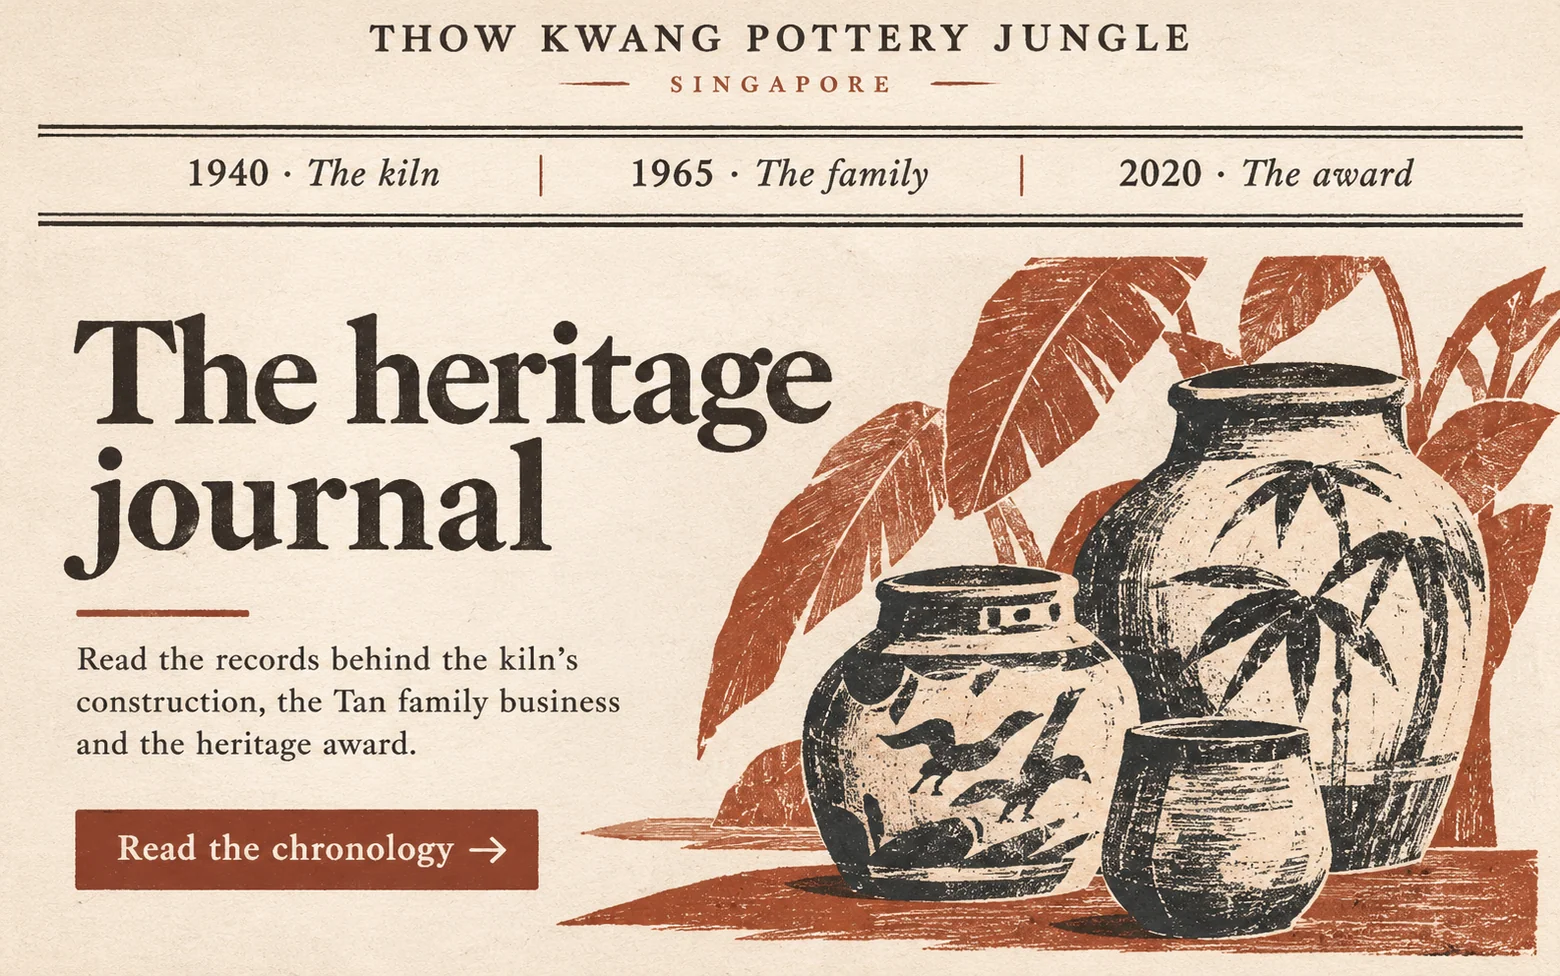 THOW KWANG POTTERY JUNGLE
SINGAPORE
1940 · The kiln
1965 · The family
2020 · The award
The heritage
journal
Read the records behind the kiln’s
construction, the Tan family business
and the heritage award.
Read the chronology →